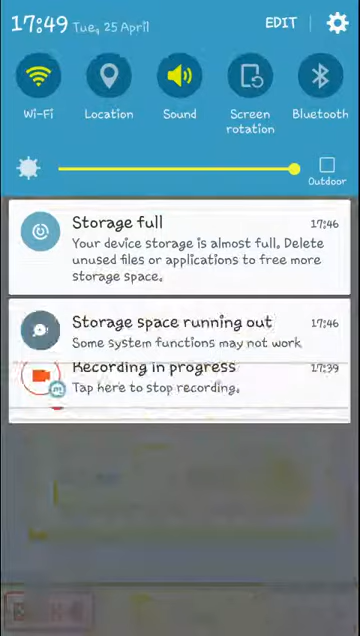 17:49 Tue, 25 April EDIT
Wi-Fi Location Sound Screen rotation Bluetooth
Outdoor
Storage full 17:46
Your device storage is almost full. Delete
unused files or applications to free more
storage space.
Storage space running out 17:46
Some system functions may not work
Recording in progress 17:39
Tap here to stop recording.